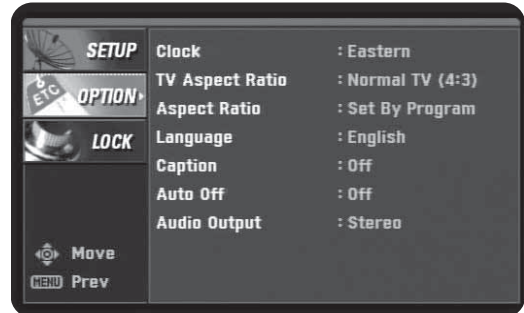 SETUP
ETC OPTION
LOCK
Move
MENU Prev
Clock : Eastern
TV Aspect Ratio : Normal TV (4:3)
Aspect Ratio : Set By Program
Language : English
Caption : Off
Auto Off : Off
Audio Output : Stereo